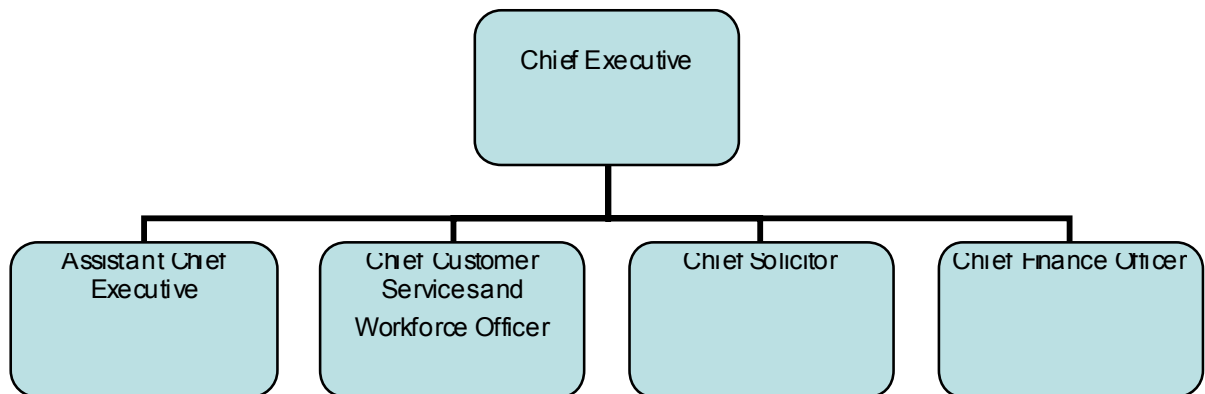 Chief Executive
Assistant Chief
Executive
Chief Customer
Servicesand
Workforce Officer
Chief Solicitor
Chief Finance Officer